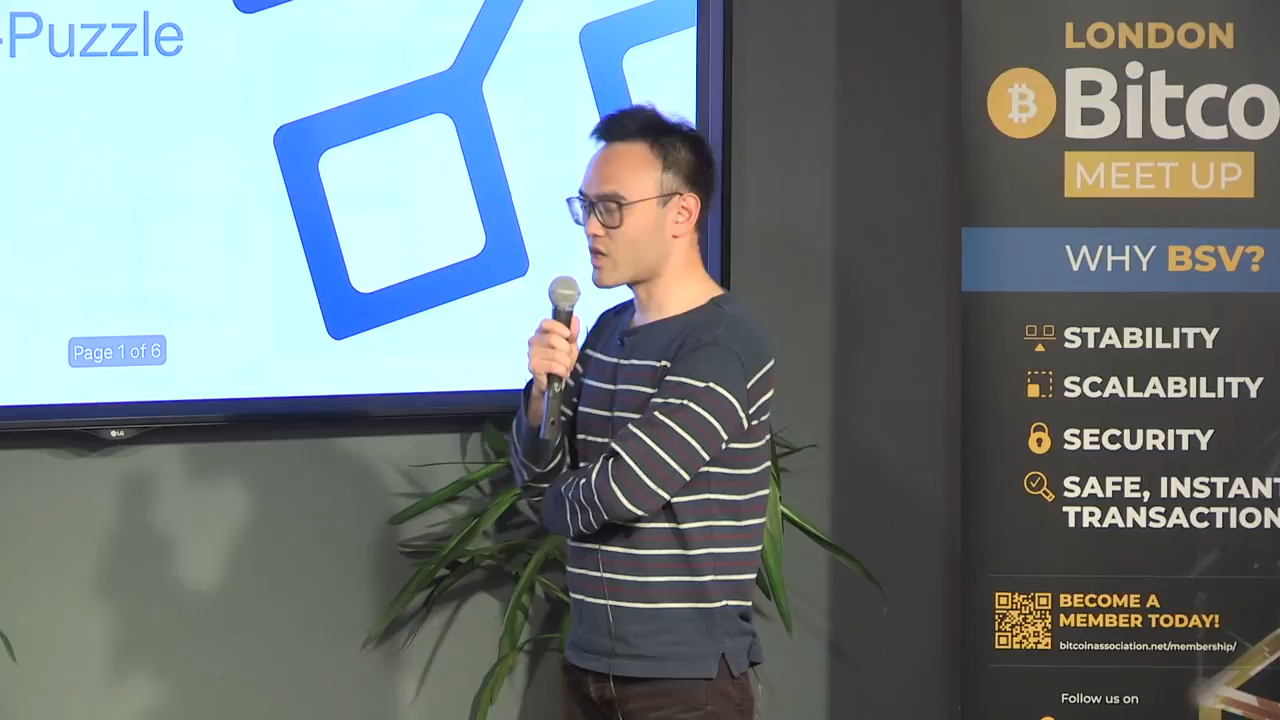 -Puzzle
Page 1 of 6
LG
LONDON
Bitco
MEET UP
WHY BSV?
STABILITY
SCALABILITY
SECURITY
SAFE, INSTANT
TRANSACTION
BECOME A
MEMBER TODAY!
bitcoinassociation.net/membership/
Follow us on